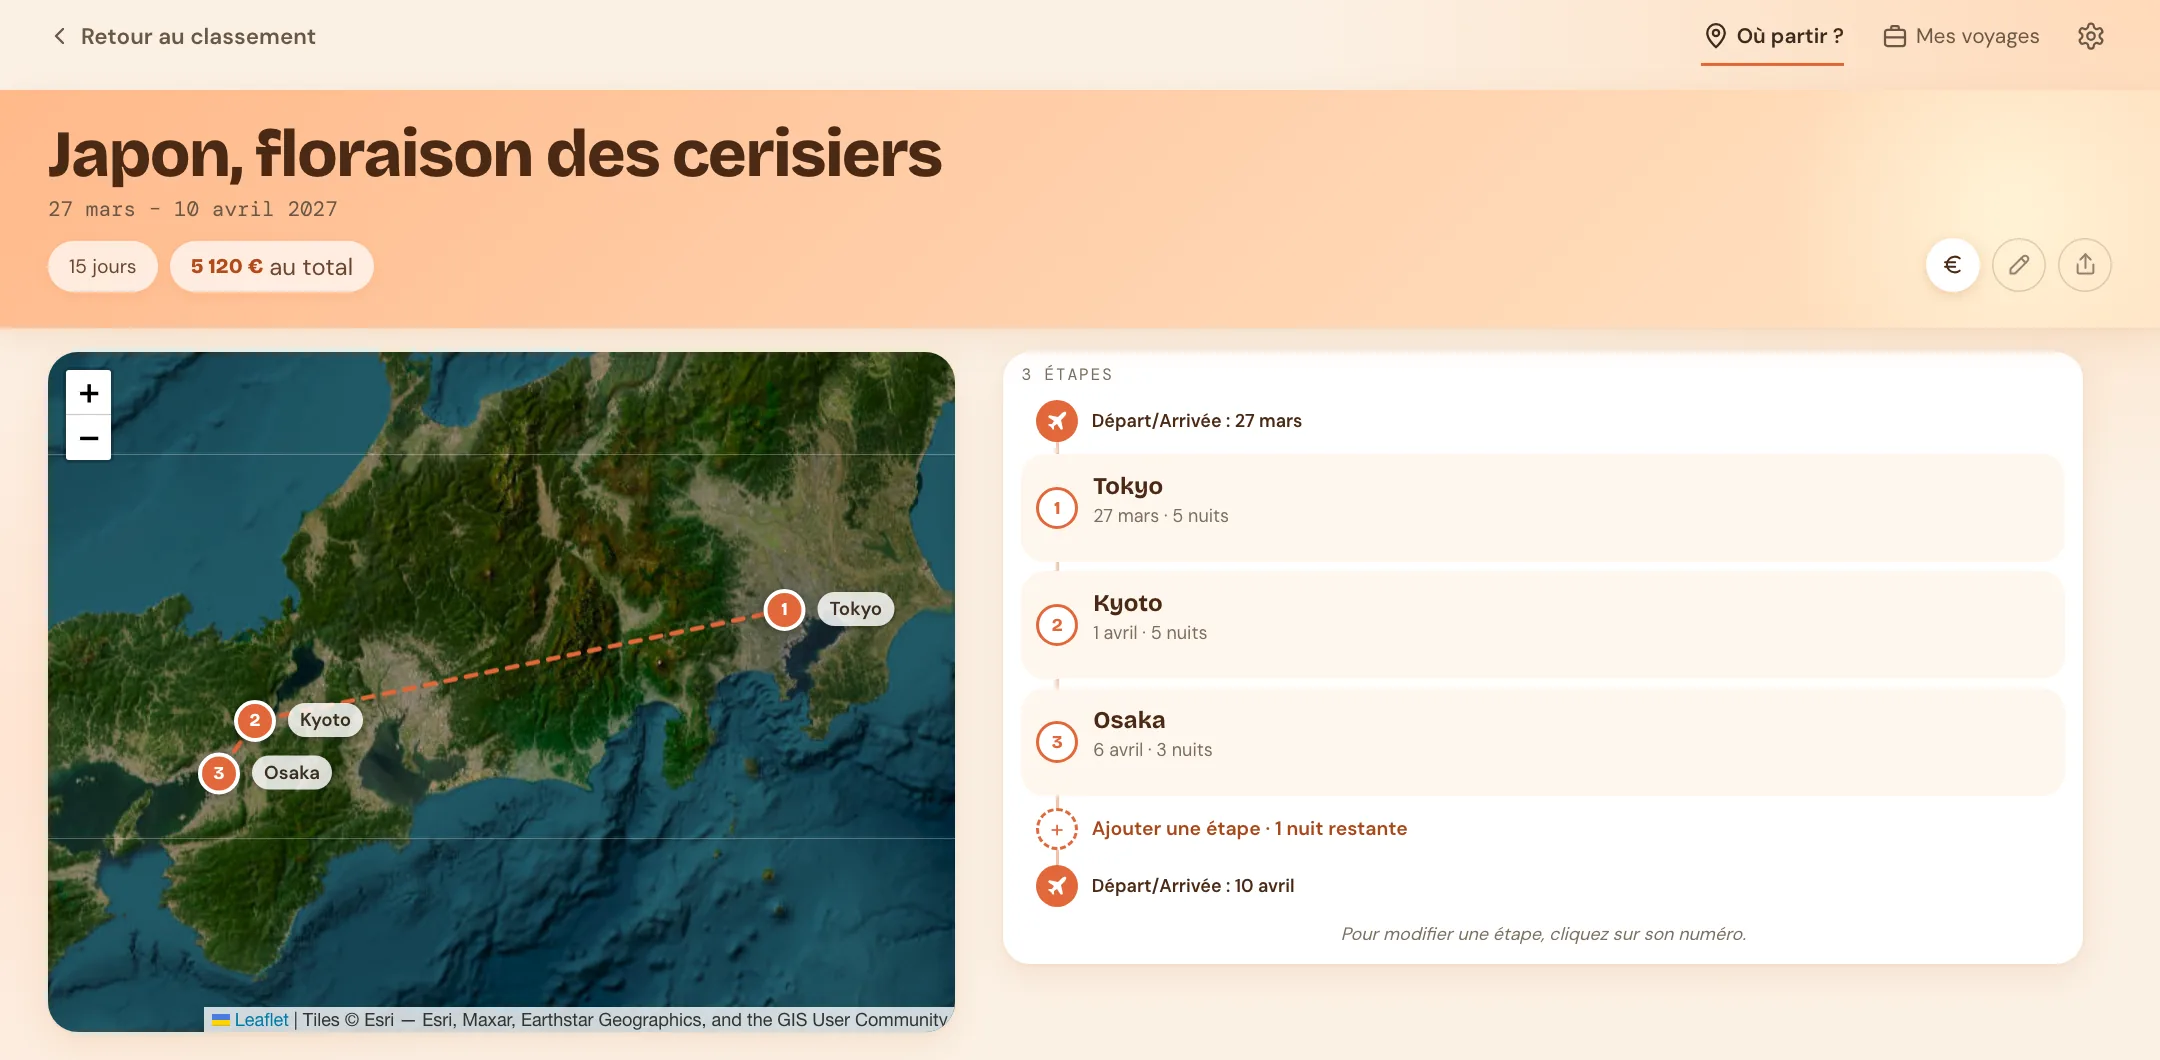 Retour au classement
Où partir ?
Mes voyages
Japon, floraison des cerisiers
27 mars - 10 avril 2027
15 jours
5 120 € au total
€
+
−
1
Tokyo
2
Kyoto
3
Osaka
Leaflet | Tiles © Esri — Esri, Maxar, Earthstar Geographics, and the GIS User Community
3 ÉTAPES
Départ/Arrivée : 27 mars
1
Tokyo
27 mars · 5 nuits
2
Kyoto
1 avril · 5 nuits
3
Osaka
6 avril · 3 nuits
+
Ajouter une étape · 1 nuit restante
Départ/Arrivée : 10 avril
Pour modifier une étape, cliquez sur son numéro.